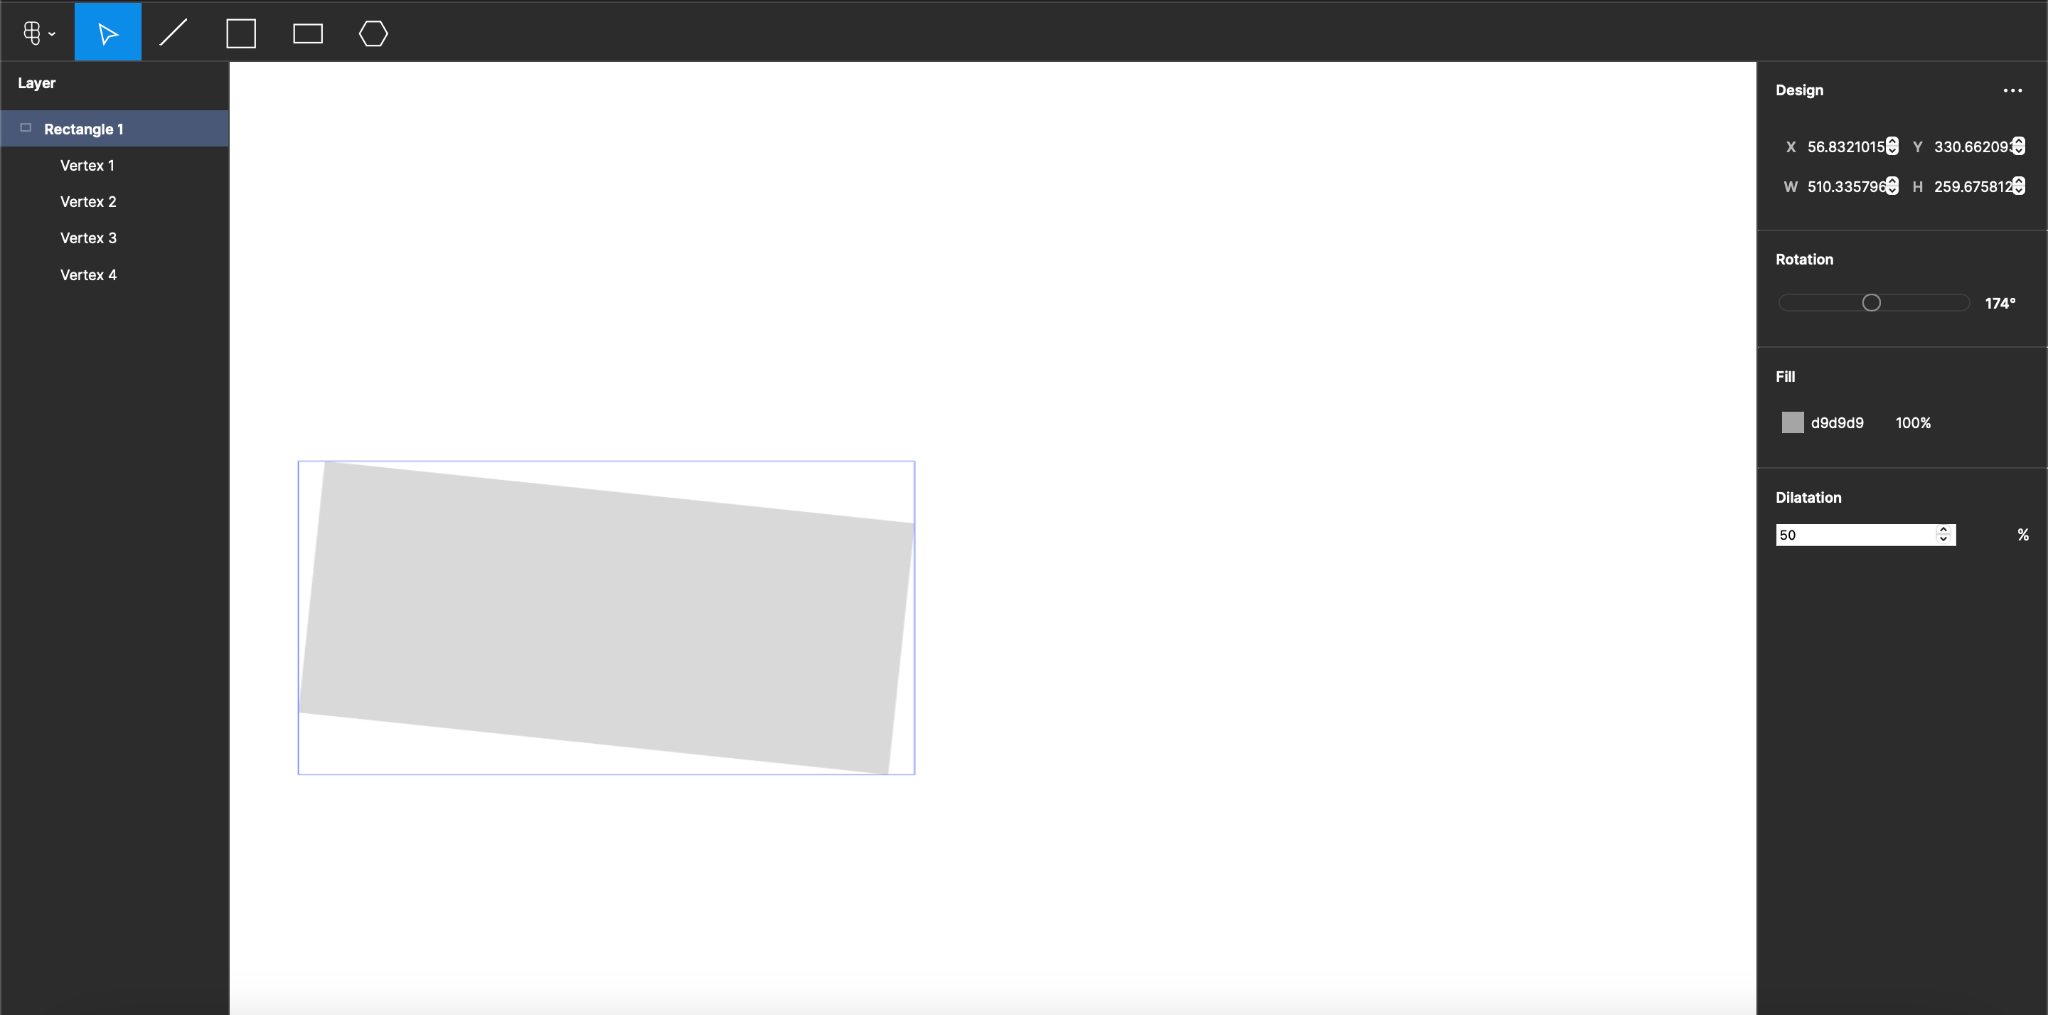 Layer
Rectangle 1
Vertex 1
Vertex 2
Vertex 3
Vertex 4
Design
X 56.8321015 Y 330.662093
W 510.335796 H 259.675812
Rotation
174°
Fill
d9d9d9 100%
Dilatation
50 %